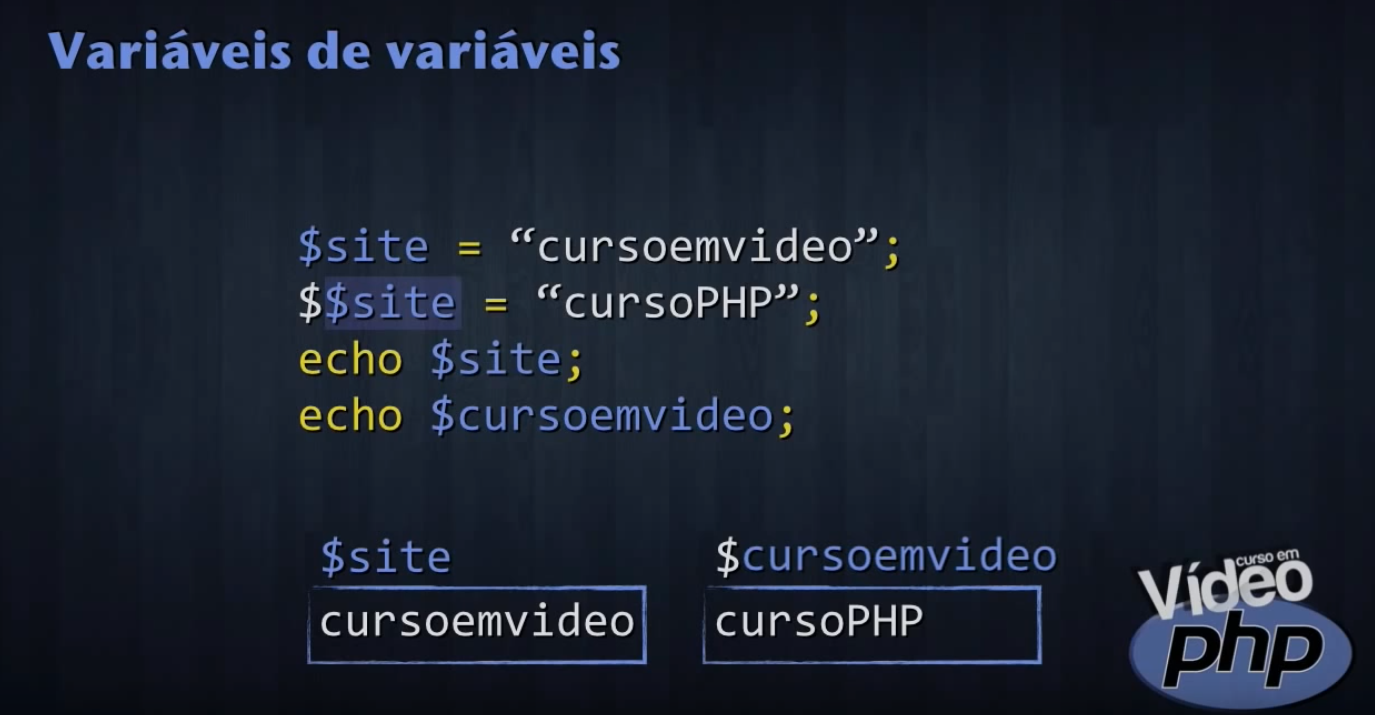 Variáveis de variáveis
$site = “cursoemvideo”;
$$site = “cursoPHP”;
echo $site;
echo $cursoemvideo;
$site
$cursoemvideo
cursoemvideo
cursoPHP
curso em
Vídeo
php